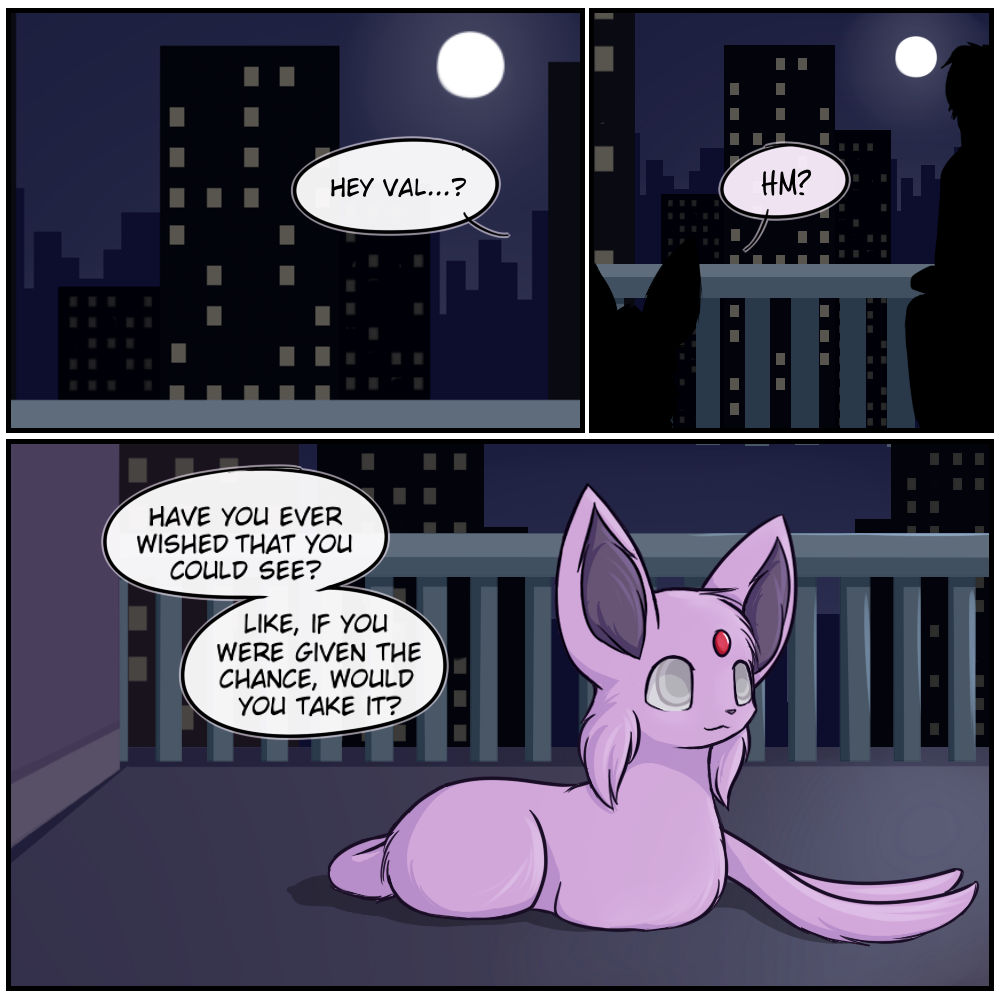 HEY VAL...?
HM?
HAVE YOU EVER
WISHED THAT YOU
COULD SEE?
LIKE, IF YOU
WERE GIVEN THE
CHANCE, WOULD
YOU TAKE IT?